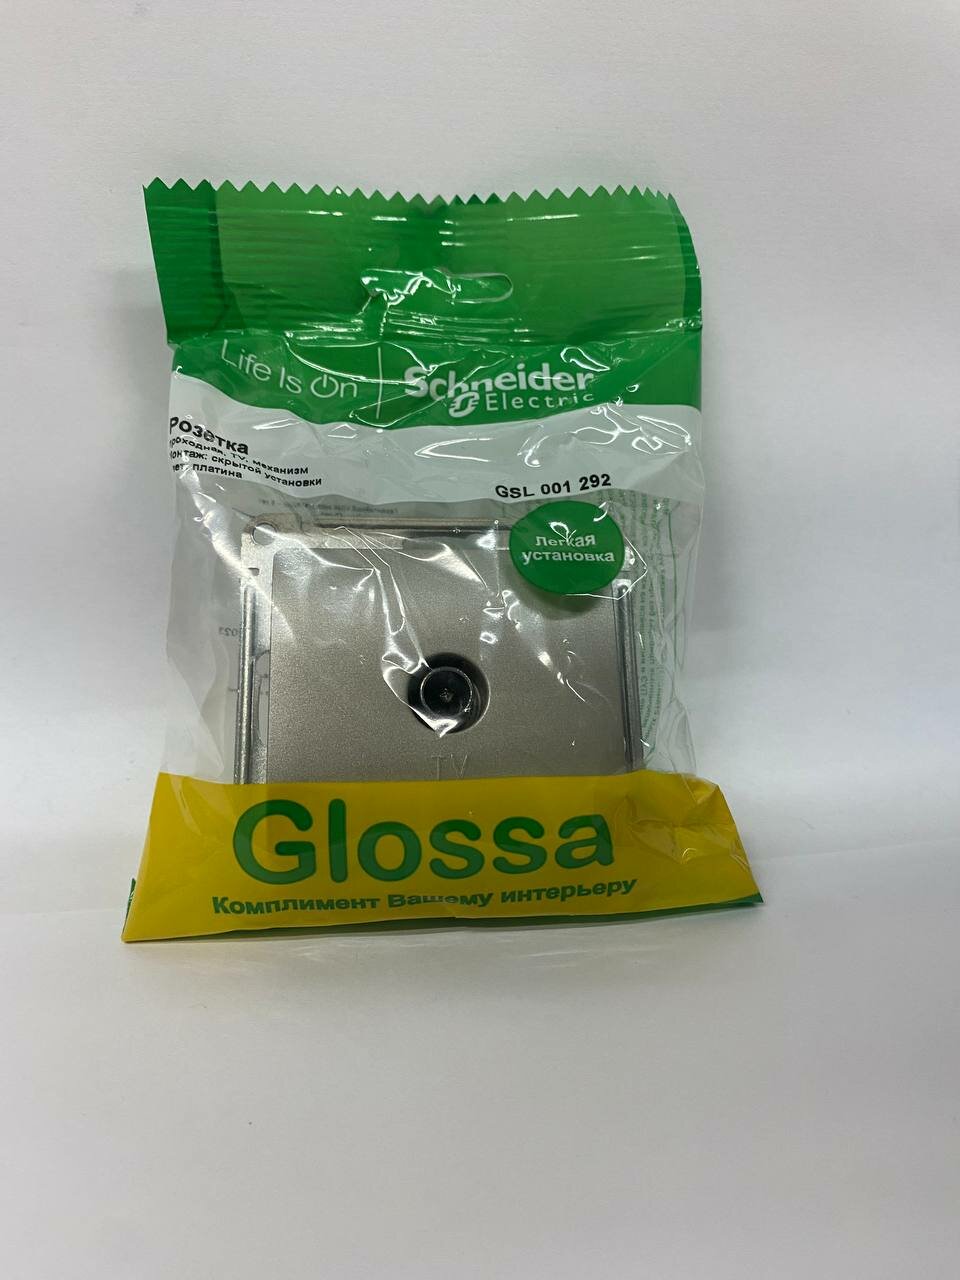 Life Is On
Schneider
Electric
Розетка
проходная, TV, механизм
монтаж: скрытой установки
цвет: платина
GSL 001 292
легкая
установка
TV
Glossa
Комплимент Вашему интерьеру